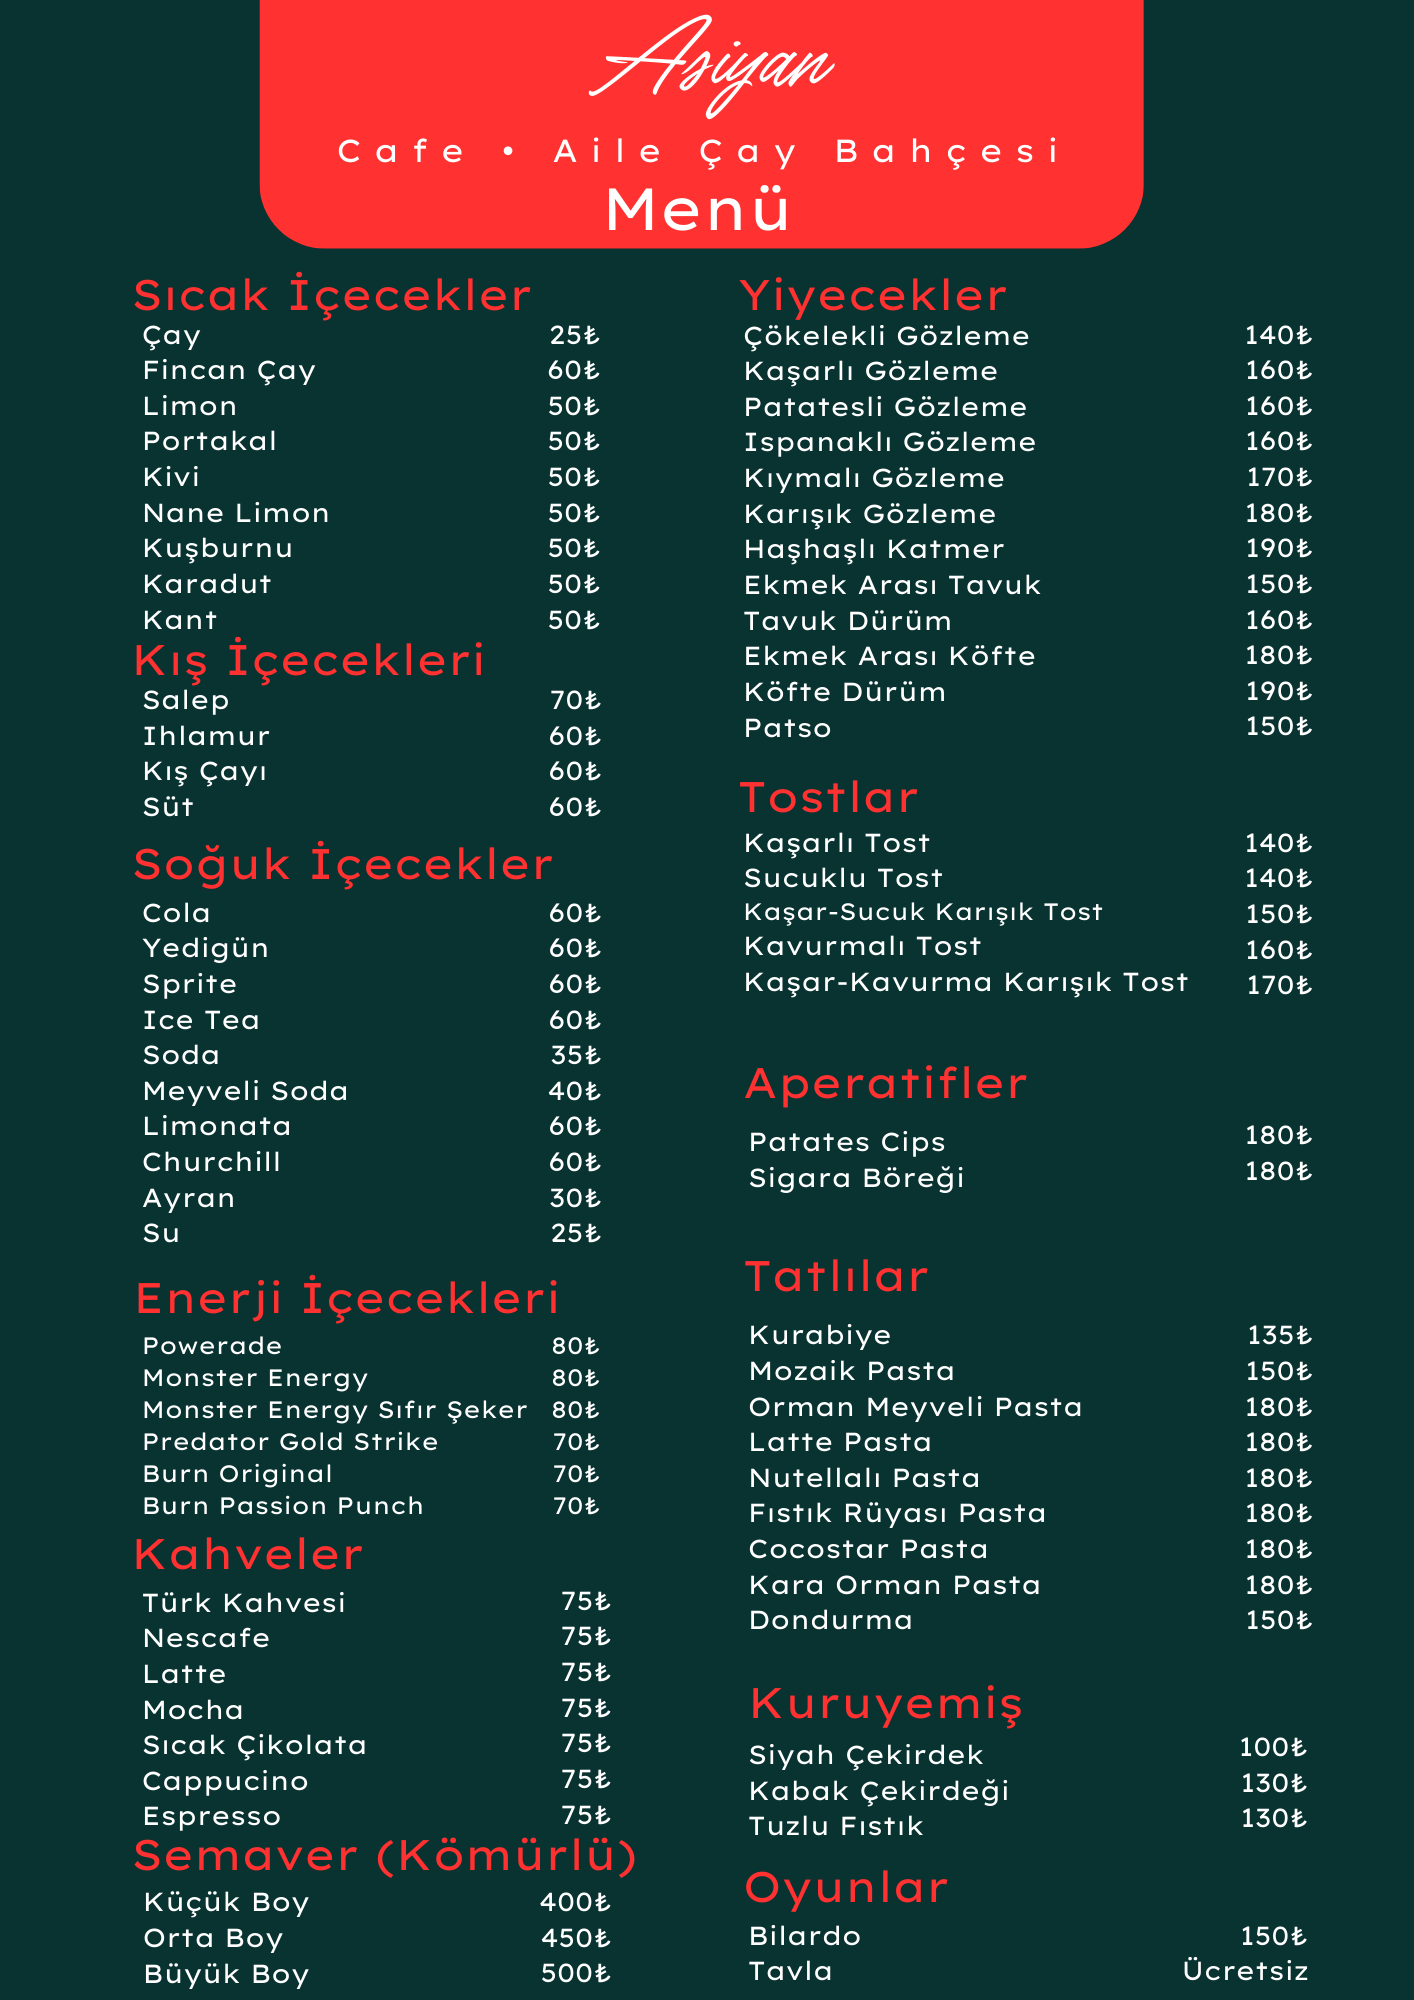 Asiyan
Cafe • Aile Çay Bahçesi
Menü
Sıcak İçecekler
Çay 25₺
Fincan Çay 60₺
Limon 50₺
Portakal 50₺
Kivi 50₺
Nane Limon 50₺
Kuşburnu 50₺
Karadut 50₺
Kant 50₺
Kış İçecekleri
Salep 70₺
Ihlamur 60₺
Kış Çayı 60₺
Süt 60₺
Soğuk İçecekler
Cola 60₺
Yedigün 60₺
Sprite 60₺
Ice Tea 60₺
Soda 35₺
Meyveli Soda 40₺
Limonata 60₺
Churchill 60₺
Ayran 30₺
Su 25₺
Enerji İçecekleri
Powerade 80₺
Monster Energy 80₺
Monster Energy Sıfır Şeker 80₺
Predator Gold Strike 70₺
Burn Original 70₺
Burn Passion Punch 70₺
Kahveler
Türk Kahvesi 75₺
Nescafe 75₺
Latte 75₺
Mocha 75₺
Sıcak Çikolata 75₺
Cappucino 75₺
Espresso 75₺
Semaver (Kömürlü)
Küçük Boy 400₺
Orta Boy 450₺
Büyük Boy 500₺
Yiyecekler
Çökelekli Gözleme 140₺
Kaşarlı Gözleme 160₺
Patatesli Gözleme 160₺
Ispanaklı Gözleme 160₺
Kıymalı Gözleme 170₺
Karışık Gözleme 180₺
Haşhaşlı Katmer 190₺
Ekmek Arası Tavuk 150₺
Tavuk Dürüm 160₺
Ekmek Arası Köfte 180₺
Köfte Dürüm 190₺
Patso 150₺
Tostlar
Kaşarlı Tost 140₺
Sucuklu Tost 140₺
Kaşar-Sucuk Karışık Tost 150₺
Kavurmalı Tost 160₺
Kaşar-Kavurma Karışık Tost 170₺
Aperatifler
Patates Cips 180₺
Sigara Böreği 180₺
Tatlılar
Kurabiye 135₺
Mozaik Pasta 150₺
Orman Meyveli Pasta 180₺
Latte Pasta 180₺
Nutellalı Pasta 180₺
Fıstık Rüyası Pasta 180₺
Cocostar Pasta 180₺
Kara Orman Pasta 180₺
Dondurma 150₺
Kuruyemiş
Siyah Çekirdek 100₺
Kabak Çekirdeği 130₺
Tuzlu Fıstık 130₺
Oyunlar
Bilardo 150₺
Tavla Ücretsiz